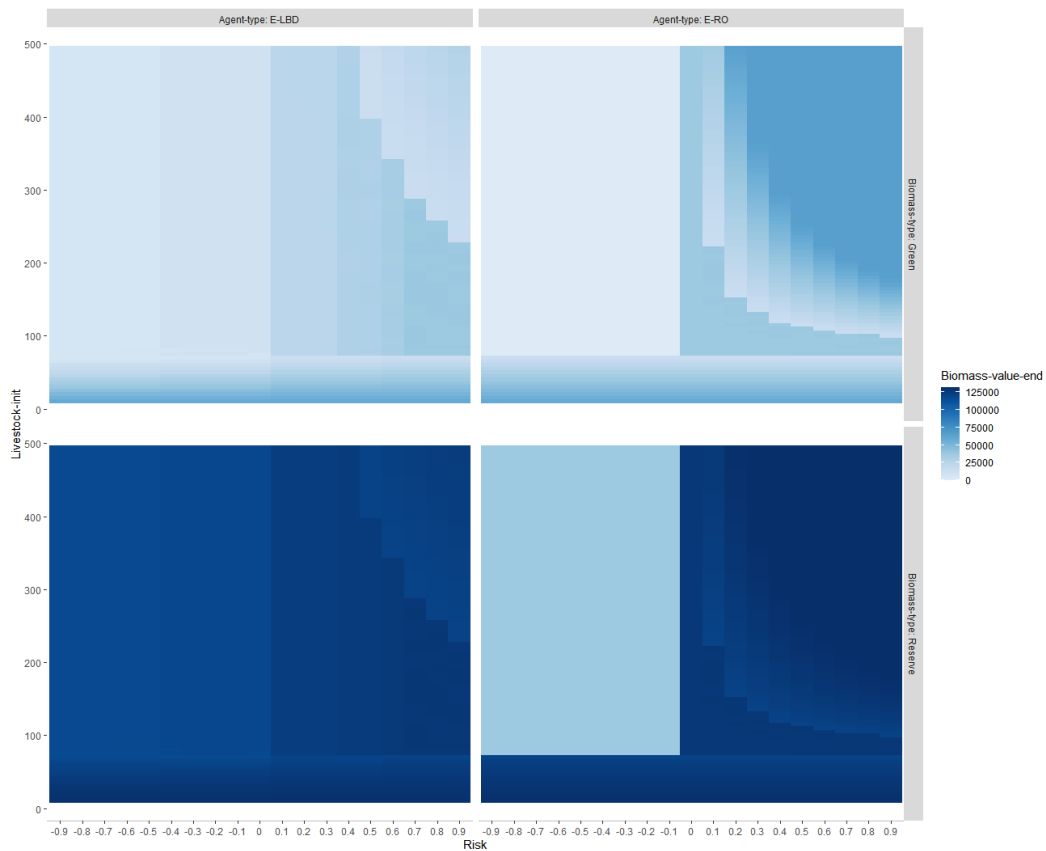 Agent-type: E-LBD
Agent-type: E-RO
500
400
300
200
100
0
Biomass-type: Green
Livestock-init
500
400
300
200
100
0
Biomass-type: Reserve
-0.9 -0.8 -0.7 -0.6 -0.5 -0.4 -0.3 -0.2 -0.1 0 0.1 0.2 0.3 0.4 0.5 0.6 0.7 0.8 0.9
-0.9 -0.8 -0.7 -0.6 -0.5 -0.4 -0.3 -0.2 -0.1 0 0.1 0.2 0.3 0.4 0.5 0.6 0.7 0.8 0.9
Risk
Biomass-value-end
125000
100000
75000
50000
25000
0